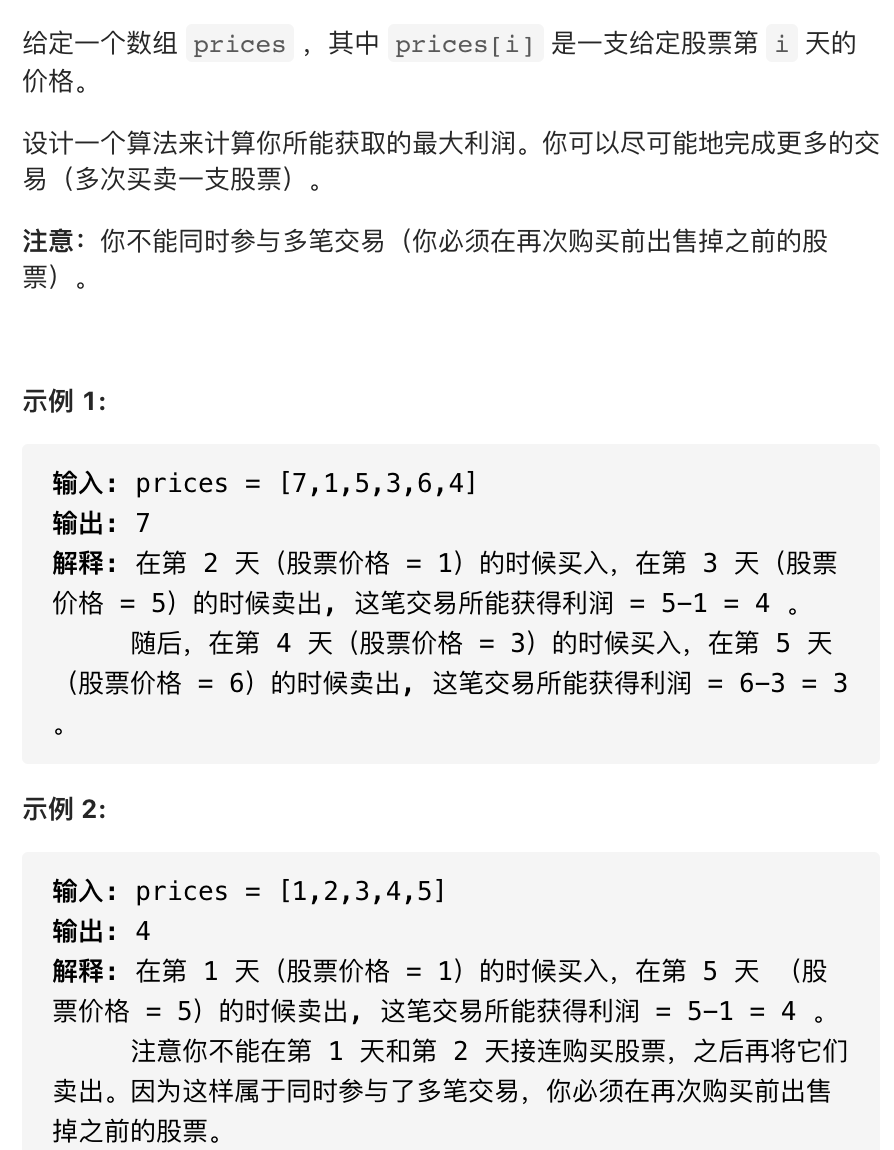 给定一个数组 prices ，其中 prices[i] 是一支给定股票第 i 天的
价格。
设计一个算法来计算你所能获取的最大利润。你可以尽可能地完成更多的交
易（多次买卖一支股票）。
注意：你不能同时参与多笔交易（你必须在再次购买前出售掉之前的股
票）。
示例 1:
输入: prices = [7,1,5,3,6,4]
输出: 7
解释: 在第 2 天（股票价格 = 1）的时候买入，在第 3 天（股票
价格 = 5）的时候卖出, 这笔交易所能获得利润 = 5-1 = 4 。
随后，在第 4 天（股票价格 = 3）的时候买入，在第 5 天
（股票价格 = 6）的时候卖出, 这笔交易所能获得利润 = 6-3 = 3
。
示例 2:
输入: prices = [1,2,3,4,5]
输出: 4
解释: 在第 1 天（股票价格 = 1）的时候买入，在第 5 天 （股
票价格 = 5）的时候卖出, 这笔交易所能获得利润 = 5-1 = 4 。
注意你不能在第 1 天和第 2 天接连购买股票，之后再将它们
卖出。因为这样属于同时参与了多笔交易，你必须在再次购买前出售
掉之前的股票。